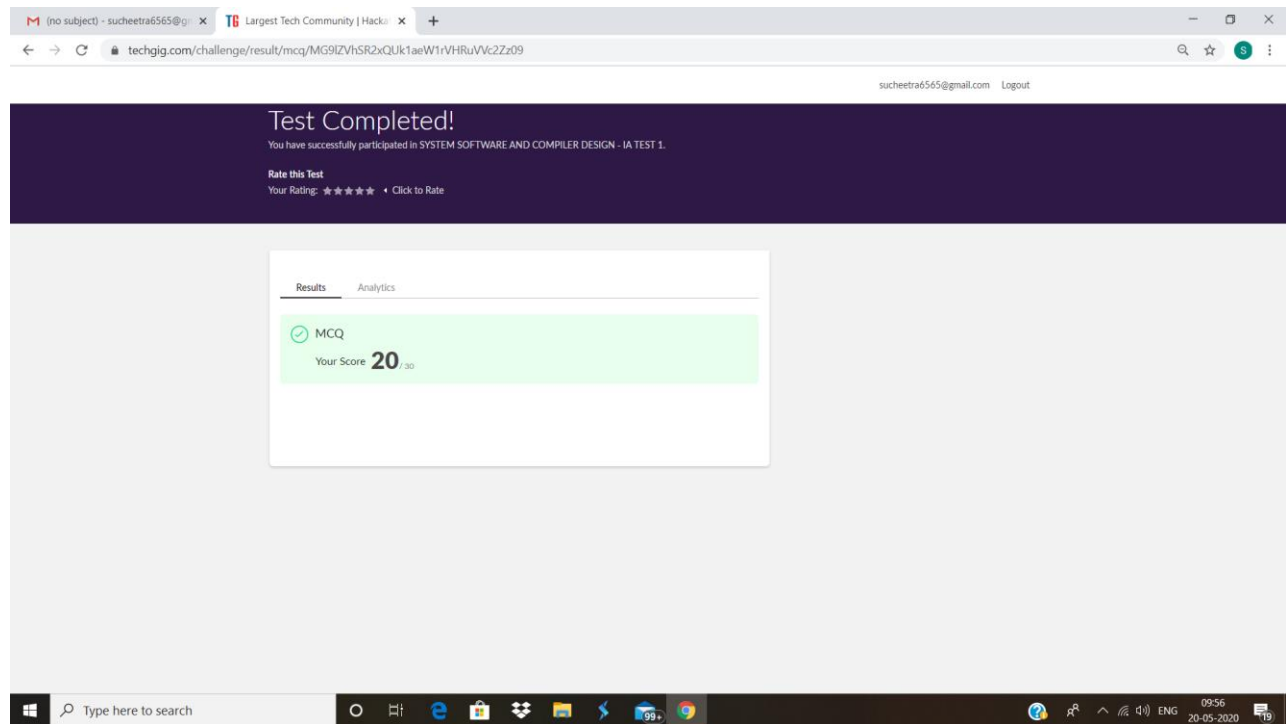 (no subject) - sucheetra6565@g
TG Largest Tech Community | Hacka
techgig.com/challenge/result/mcq/MG9lZVhSR2xQUk1aeW1rVHRuVVc2Zz09
S
sucheetra6565@gmail.com Logout
Test Completed!
You have successfully participated in SYSTEM SOFTWARE AND COMPILER DESIGN - IA TEST 1.
Rate this Test
Your Rating: Click to Rate
Results Analytics
MCQ
Your Score 20 / 30
Type here to search
99+
ENG
09:56
20-05-2020
19